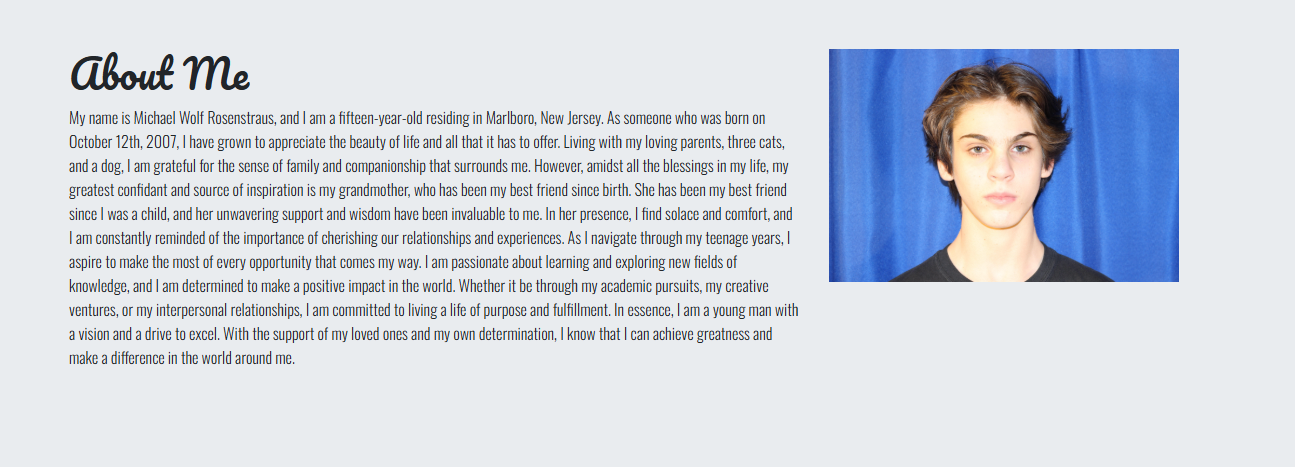 About Me
My name is Michael Wolf Rosenstraus, and I am a fifteen-year-old residing in Marlboro, New Jersey. As someone who was born on
October 12th, 2007, I have grown to appreciate the beauty of life and all that it has to offer. Living with my loving parents, three cats,
and a dog, I am grateful for the sense of family and companionship that surrounds me. However, amidst all the blessings in my life, my
greatest confidant and source of inspiration is my grandmother, who has been my best friend since birth. She has been my best friend
since I was a child, and her unwavering support and wisdom have been invaluable to me. In her presence, I find solace and comfort, and
I am constantly reminded of the importance of cherishing our relationships and experiences. As I navigate through my teenage years, I
aspire to make the most of every opportunity that comes my way. I am passionate about learning and exploring new fields of
knowledge, and I am determined to make a positive impact in the world. Whether it be through my academic pursuits, my creative
ventures, or my interpersonal relationships, I am committed to living a life of purpose and fulfillment. In essence, I am a young man with
a vision and a drive to excel. With the support of my loved ones and my own determination, I know that I can achieve greatness and
make a difference in the world around me.